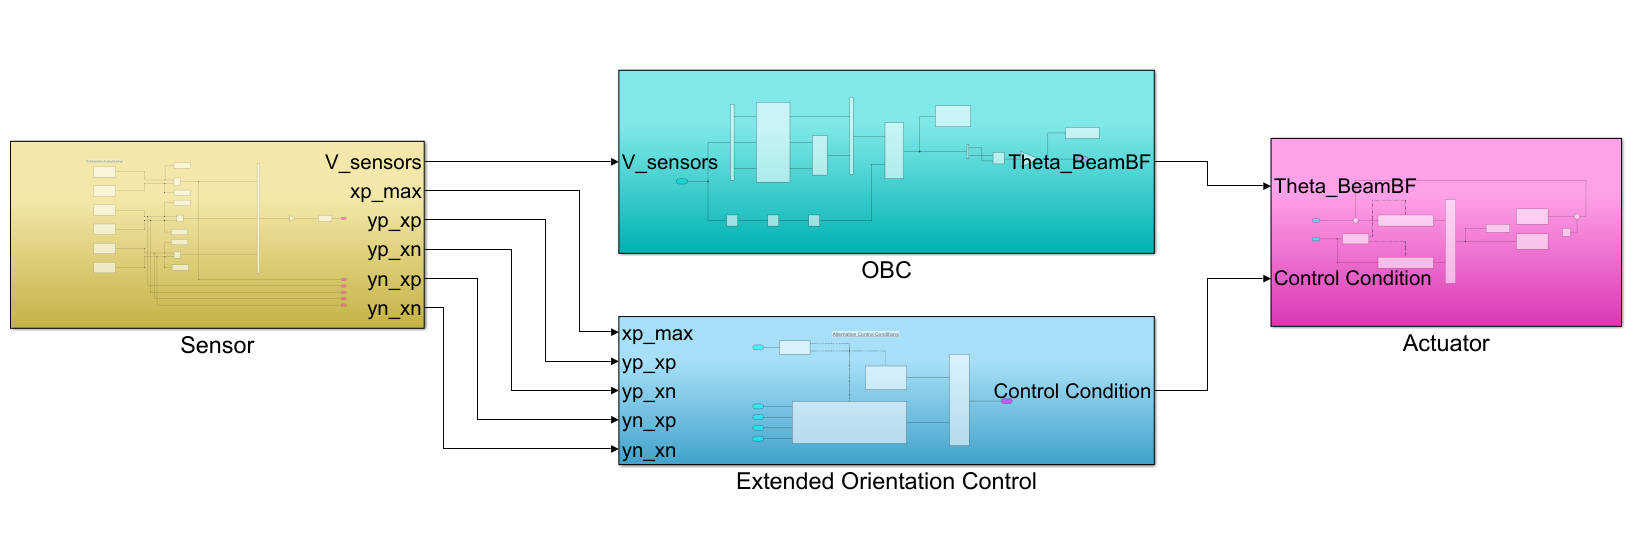 V_sensors
xp_max
yp_xp
yp_xn
yn_xp
yn_xn
Sensor
V_sensors
Theta_BeamBF
OBC
Alternative Control Conditions
xp_max
yp_xp
yp_xn
yn_xp
yn_xn
Control Condition
Extended Orientation Control
Theta_BeamBF
Control Condition
Actuator